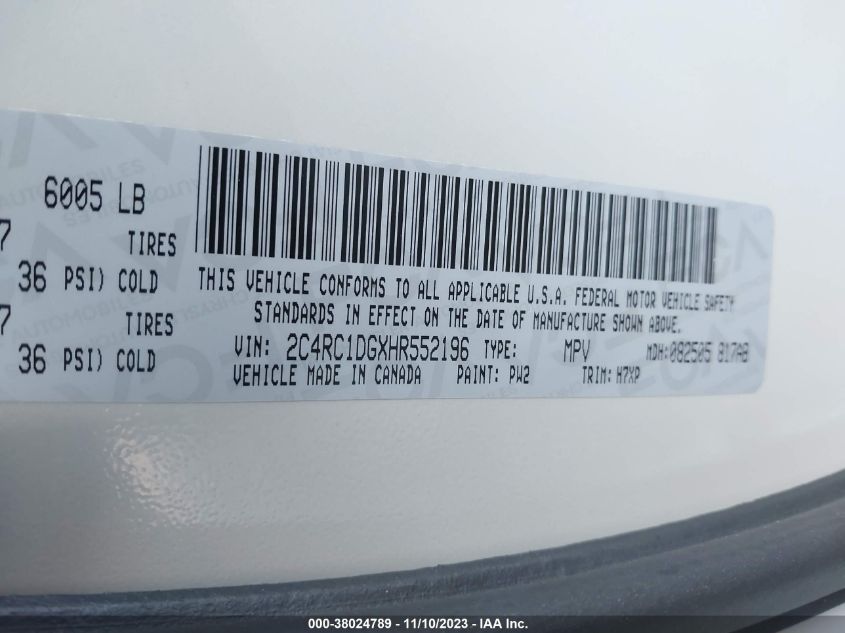 6005 LB
7 TIRES
36 PSI) COLD
7 TIRES
36 PSI) COLD
THIS VEHICLE CONFORMS TO ALL APPLICABLE U.S.A. FEDERAL MOTOR VEHICLE SAFETY
STANDARDS IN EFFECT ON THE DATE OF MANUFACTURE SHOWN ABOVE.
VIN: 2C4RC1DGXHR552196 TYPE: MPV MDH:082505 817AB
VEHICLE MADE IN CANADA PAINT: PW2 TRIM: H7XP
000-38024789 - 11/10/2023 - IAA Inc.